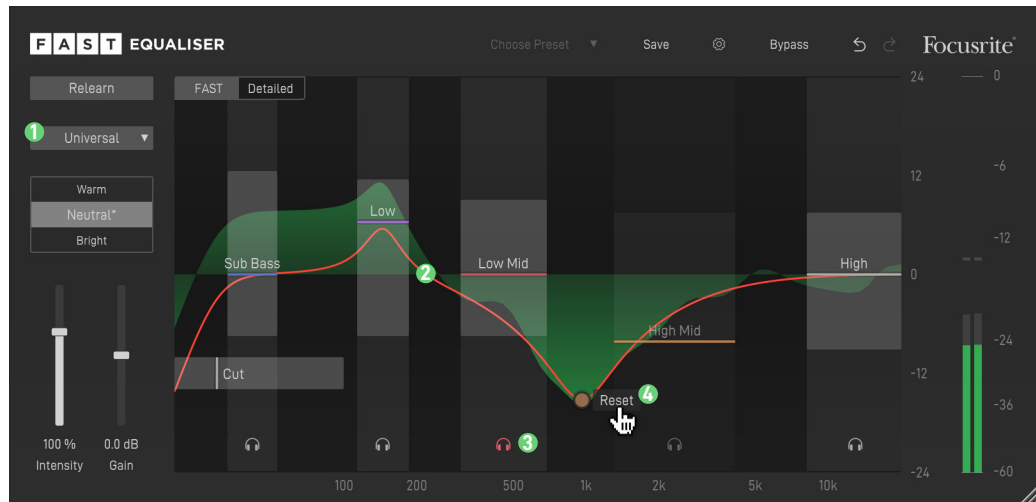 FAST EQUALISER
Choose Preset ▼
Save
Bypass
Focusrite®
Relearn
FAST
Detailed
1
Universal ▼
Warm
Neutral*
Bright
100 %
0.0 dB
Intensity
Gain
Sub Bass
Low
Low Mid
High Mid
High
Cut
2
3
Reset
4
24
12
0
-12
-24
0
-6
-12
-24
-36
-60
100
200
500
1k
2k
5k
10k